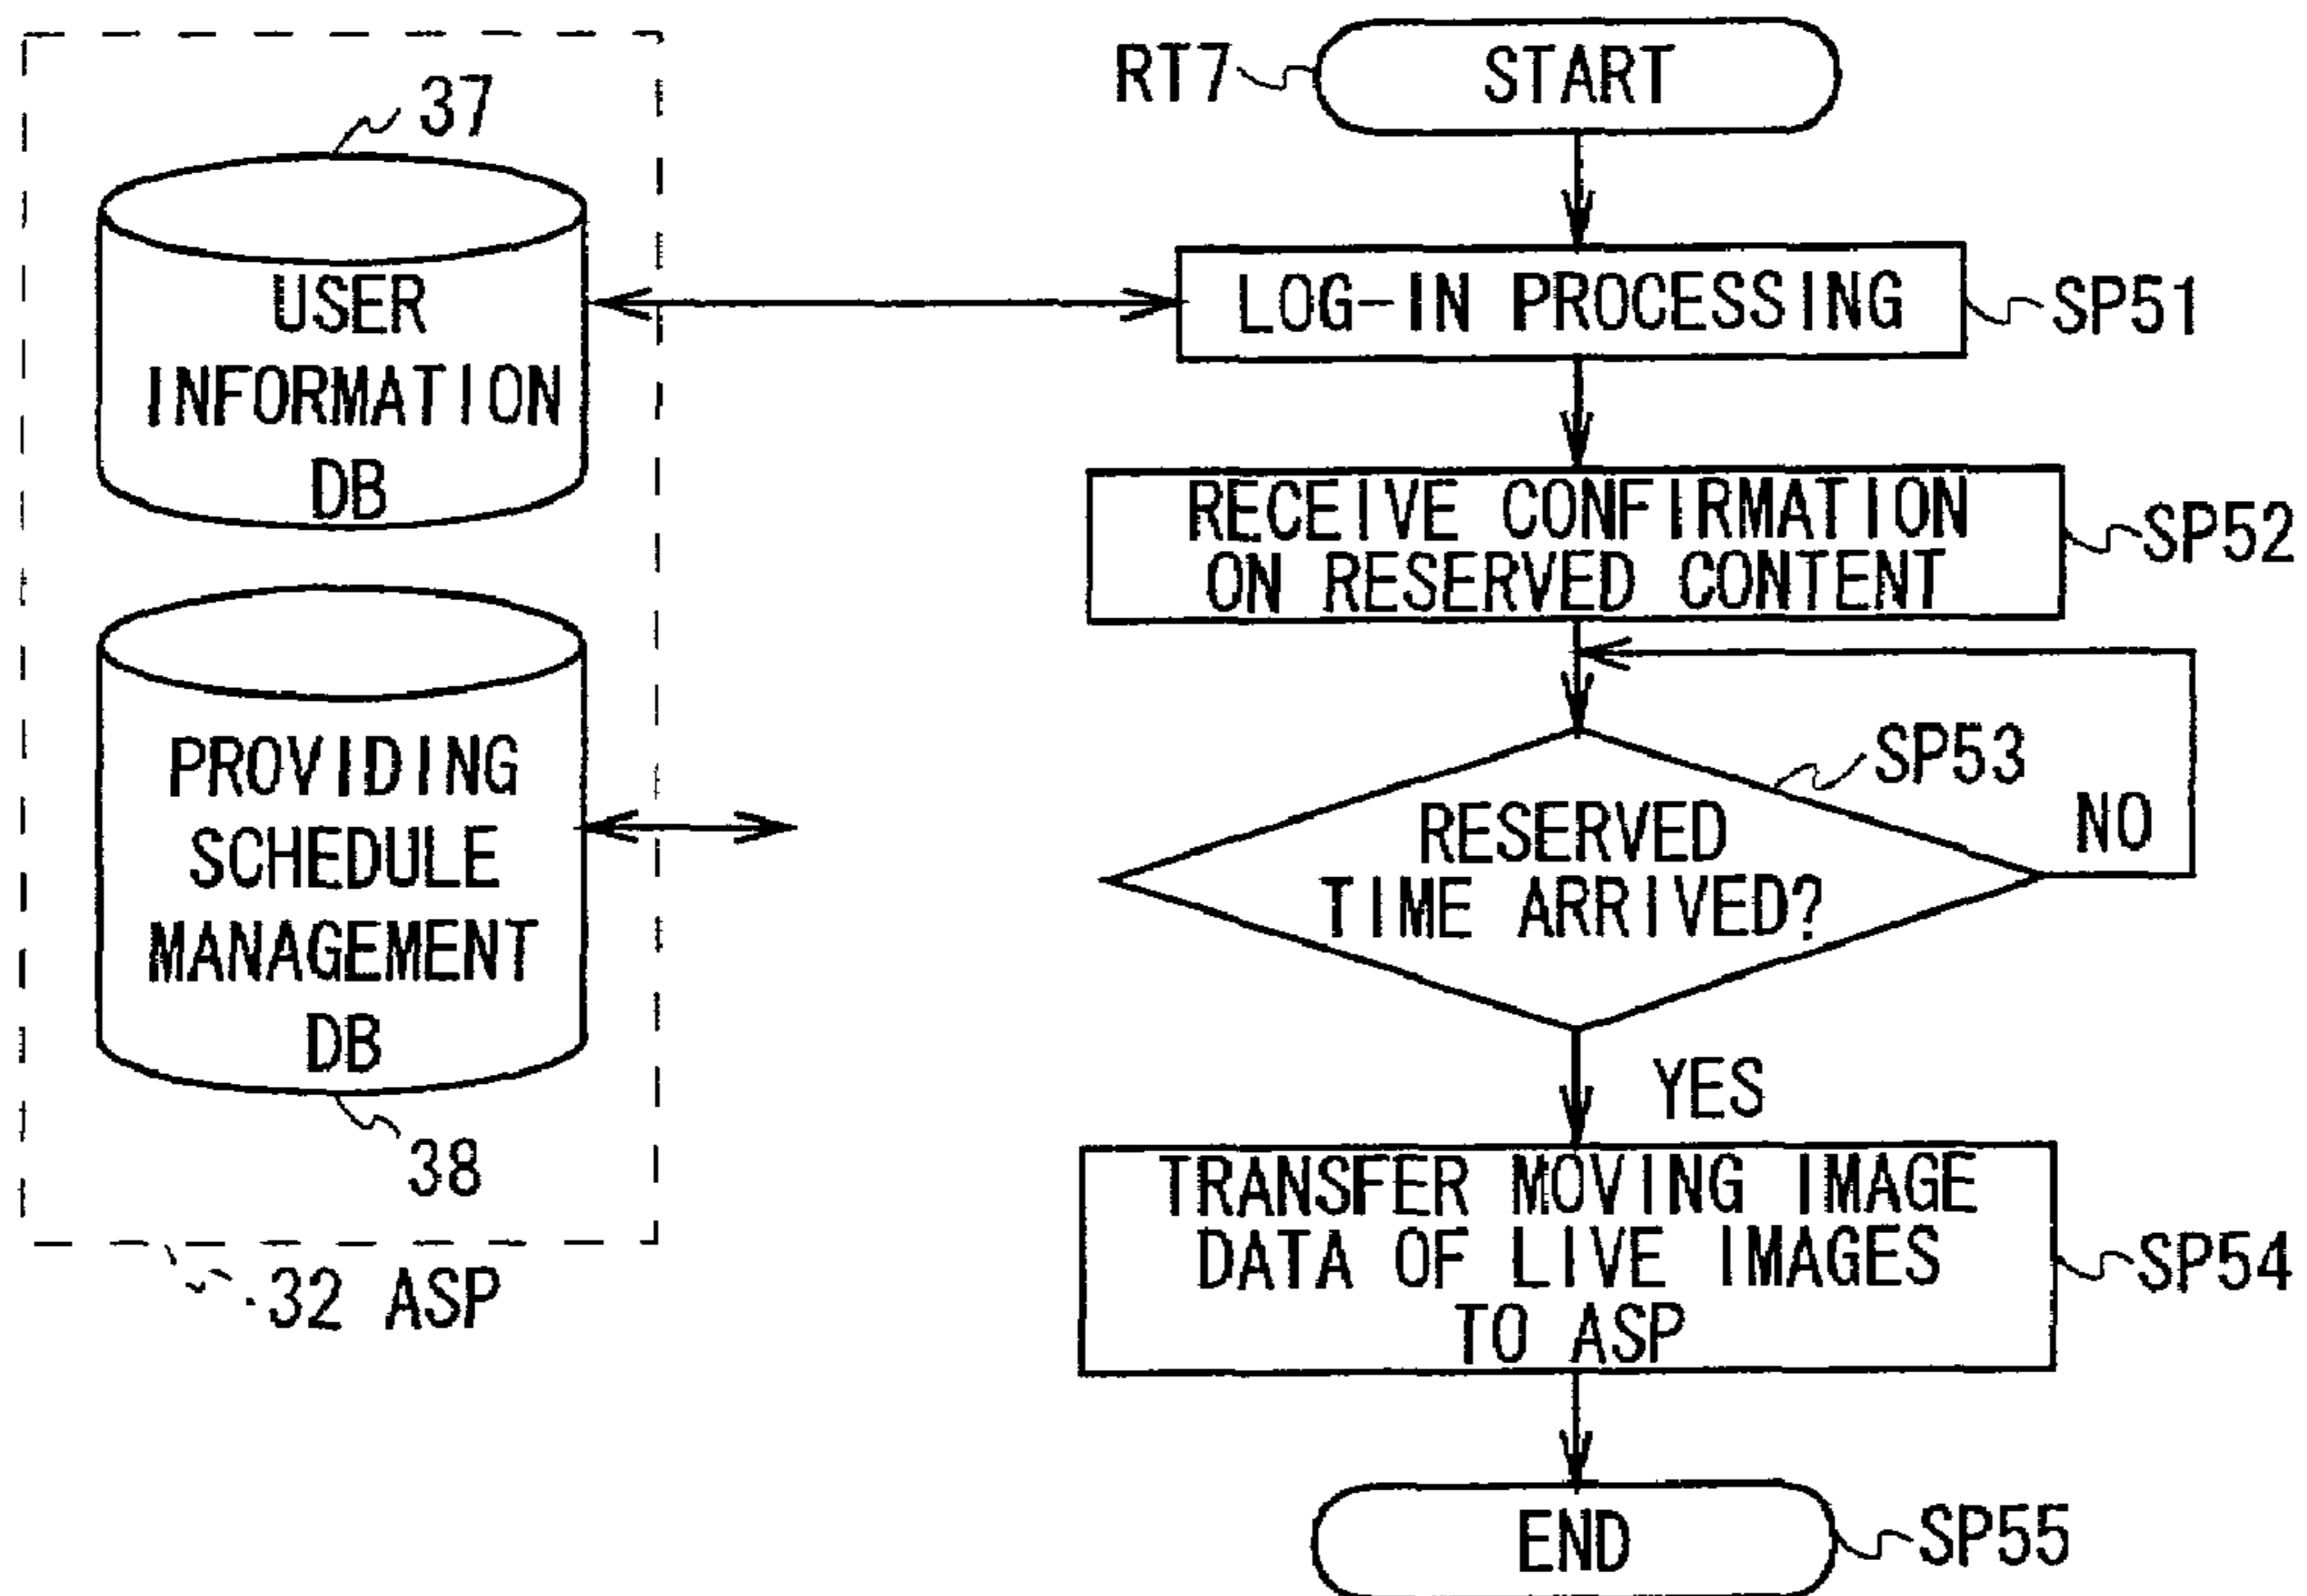 37
USER
INFORMATION
DB
PROVIDING
SCHEDULE
MANAGEMENT
DB
38
32 ASP
RT7
START
LOG-IN PROCESSING
SP51
RECEIVE CONFIRMATION
ON RESERVED CONTENT
SP52
SP53
RESERVED
TIME ARRIVED?
NO
YES
TRANSFER MOVING IMAGE
DATA OF LIVE IMAGES
TO ASP
SP54
END
SP55